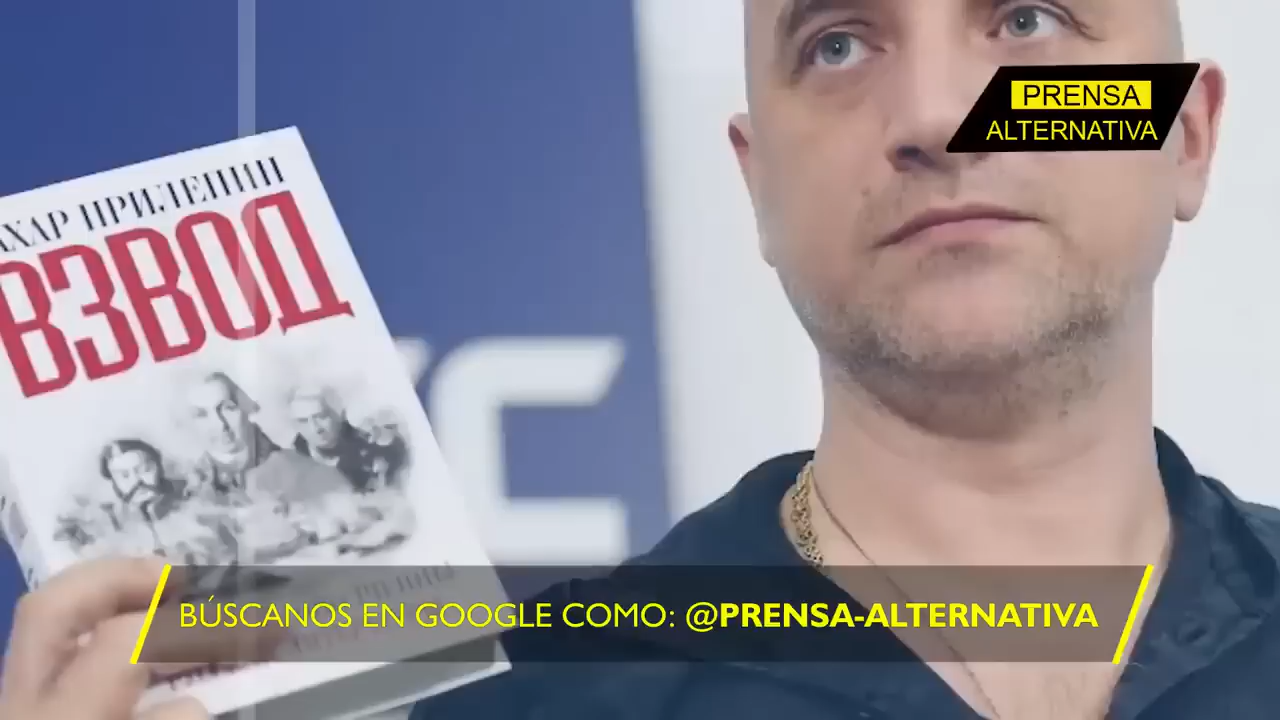 PRENSA
ALTERNATIVA
АХАР ПРИЛЕПИН
ВЗВОД
BÚSCANOS EN GOOGLE COMO: @PRENSA-ALTERNATIVA